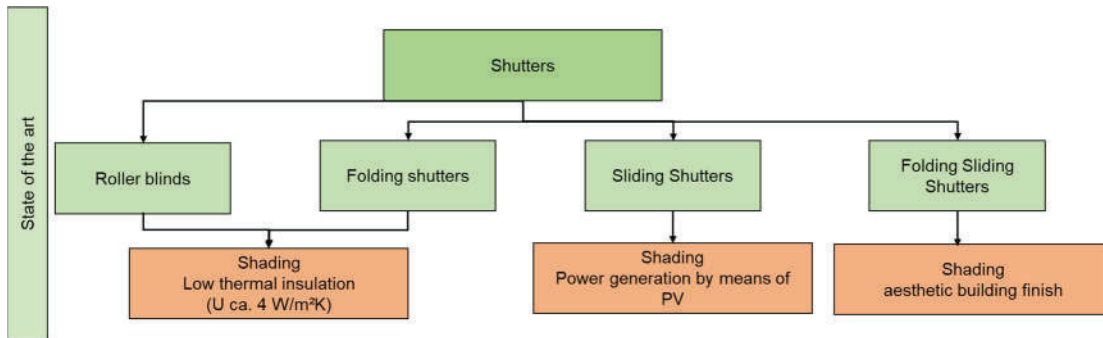 State of the art
Shutters
Roller blinds
Folding shutters
Sliding Shutters
Folding Sliding
Shutters
Shading
Low thermal insulation
(U ca. 4 W/m²K)
Shading
Power generation by means of
PV
Shading
aesthetic building finish